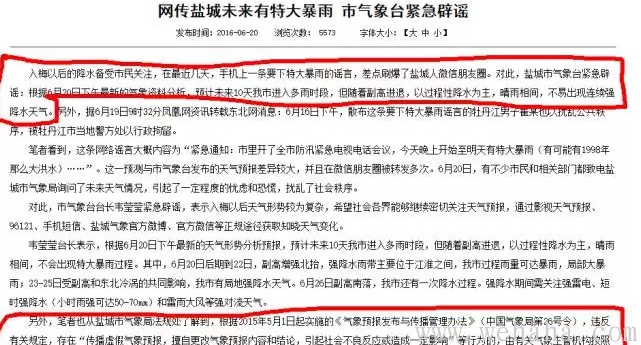 网传盐城未来有特大暴雨 市气象台紧急辟谣
发布时间:2016-06-20 浏览次数: 5573 字体大小:【大 中 小】
入梅以后的降水备受市民关注，在最近几天，手机上一条要下特大暴雨的谣言，差点刷爆了盐城人微信朋友圈。对此，盐城市气象台紧急辟
谣：根据6月20日下午最新的气象资料分析，预计未来10天我市进入多雨时段，但随着副高进退，以过程性降水为主，晴雨相间，不易出现连续强
降水天气。另外，据6月19日9时32分凤凰网资讯转载东北网消息：6月16日下午，散布这条要下特大暴雨谣言的牡丹江男子崔某也人扰乱公共秩
序，被牡丹江市当地警方处以行政拘留。
笔者看到，这条网络谣言大概内容为“紧急通知：市里开了全市防汛紧急电视电话会议，今天晚上开始至明天有特大暴雨（有可能有1998年
那么大洪水）……”。这一预测与市气象台发布的天气预报差异较大，并且在微信朋友圈被转发多次。6月20日，有不少市民和相关部门都致电盐
城市气象局询问了未来天气情况，引起了一定程度的忧虑和恐慌，扰乱了社会秩序。
对此，市气象台台长韦莹莹紧急辟谣，表示入梅以后天气形势较为复杂，希望社会各界能够继续密切关注天气预报，通过影视天气预报、
96121、手机短信、盐城气象官方微博、官方微信等正规途径获取知晓天气变化。
韦莹莹台长表示，根据6月20日下午最新的天气形势分析预报，预计未来10天我市进入多雨时段，但随着副高进退，以过程性降水为主，晴雨
相间，不会出现特大暴雨过程。其中，6月20日后期到22日，副高增强北抬，强降水雨带主要位于江淮之间，我市过程雨量可达暴雨，局部大暴
雨；23-25日受副高和东北冷涡的共同影响，我市有局地强降水天气。6月26日副高南落，我市还有一次降水过程。强降水期间需关注强雷电、短
时强降水（小时雨强可达50-70mm）和雷雨大风等强对流天气。
另外，笔者也从盐城市气象局法规处了解到，根据2015年5月1日起实施的《气象预报发布与传播管理办法》（中国气象局第26号令），违反
有关规定，存在“传播虚假气象预报，擅自更改气象预报内容和结论，引起社会不良反应或造成一定影响”等行为的，由有关气象主管机构按照